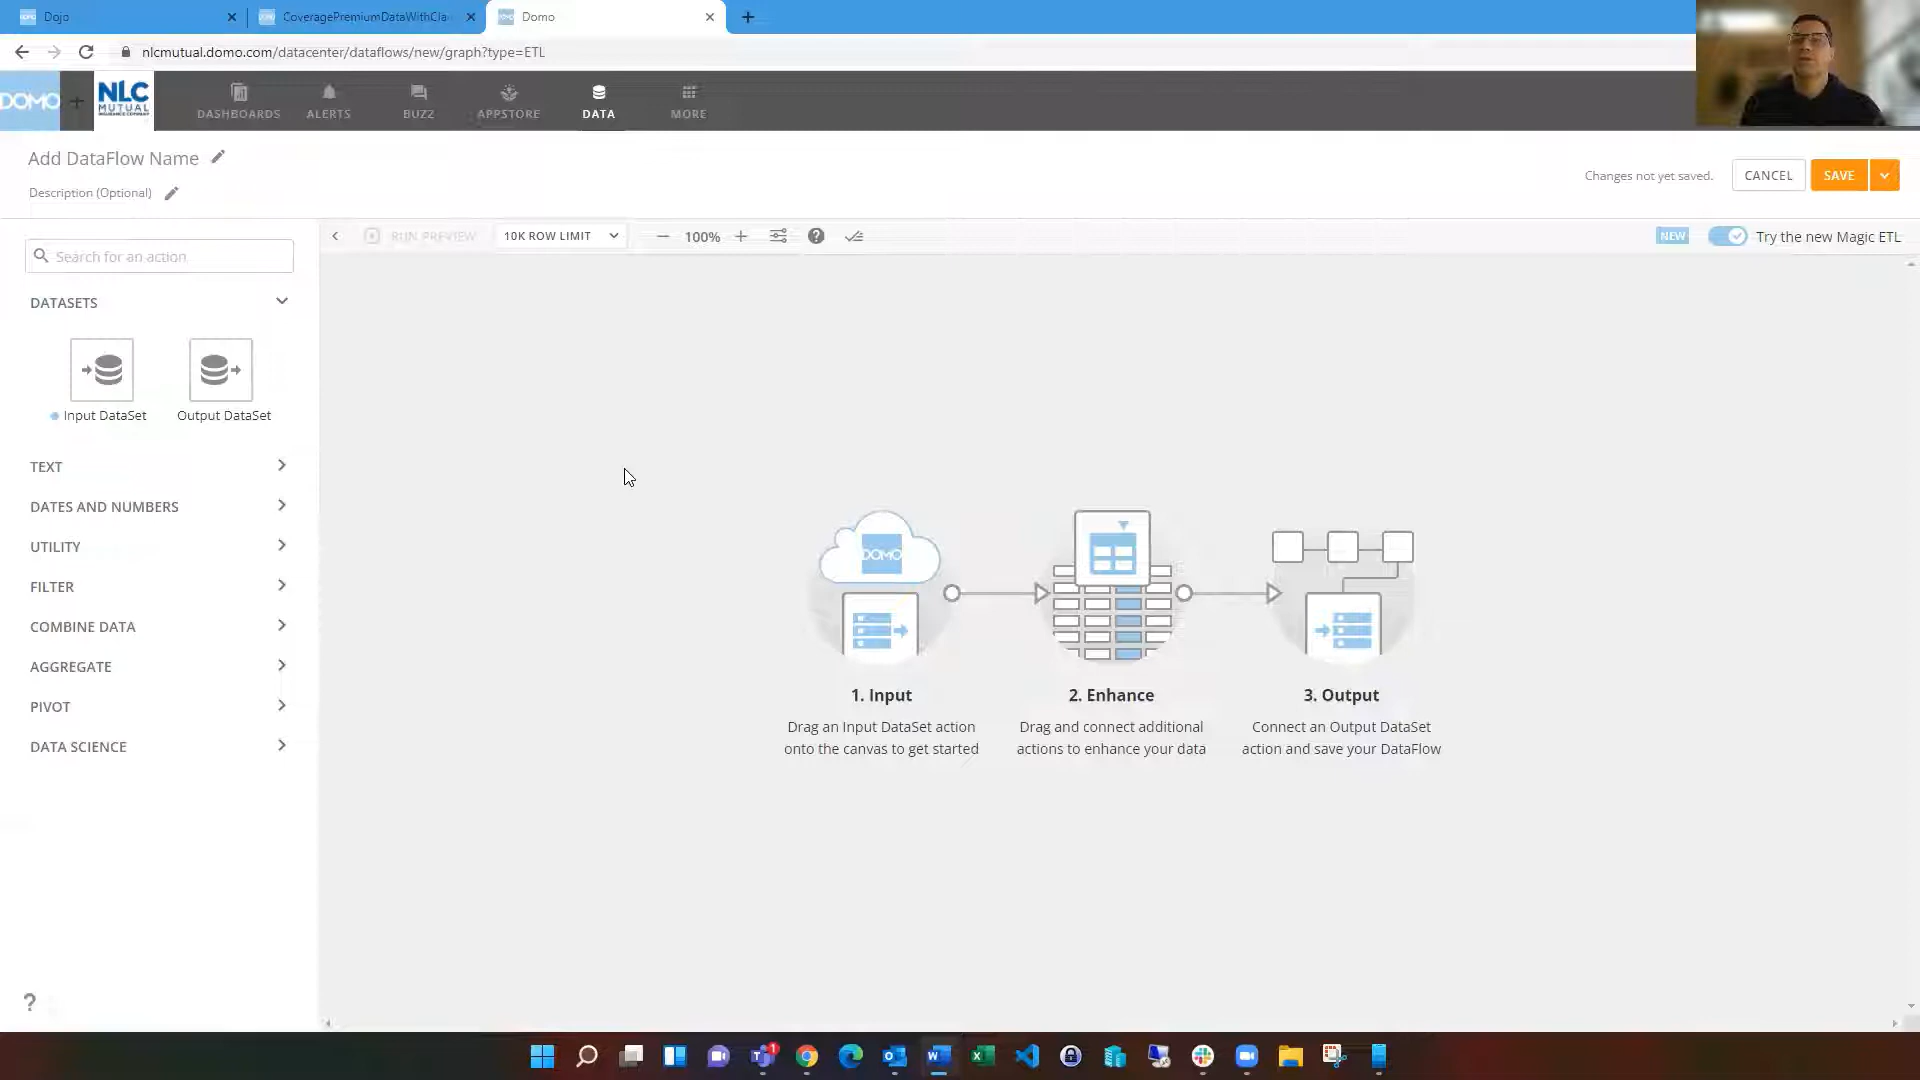 Dojo
CoveragePremiumDataWithCla
Domo
nlcmutual.domo.com/datacenter/dataflows/new/graph?type=ETL
DOMO
NLC
MUTUAL
INSURANCE COMPANY
DASHBOARDS
ALERTS
BUZZ
APPSTORE
DATA
MORE
Add DataFlow Name
Description (Optional)
Changes not yet saved.
CANCEL
SAVE
Search for an action
RUN PREVIEW
10K ROW LIMIT
100%
NEW
Try the new Magic ETL
DATASETS
Input DataSet
Output DataSet
TEXT
DATES AND NUMBERS
UTILITY
FILTER
COMBINE DATA
AGGREGATE
PIVOT
DATA SCIENCE
DOMO
1. Input
Drag an Input DataSet action
onto the canvas to get started
2. Enhance
Drag and connect additional
actions to enhance your data
3. Output
Connect an Output DataSet
action and save your DataFlow
?
1